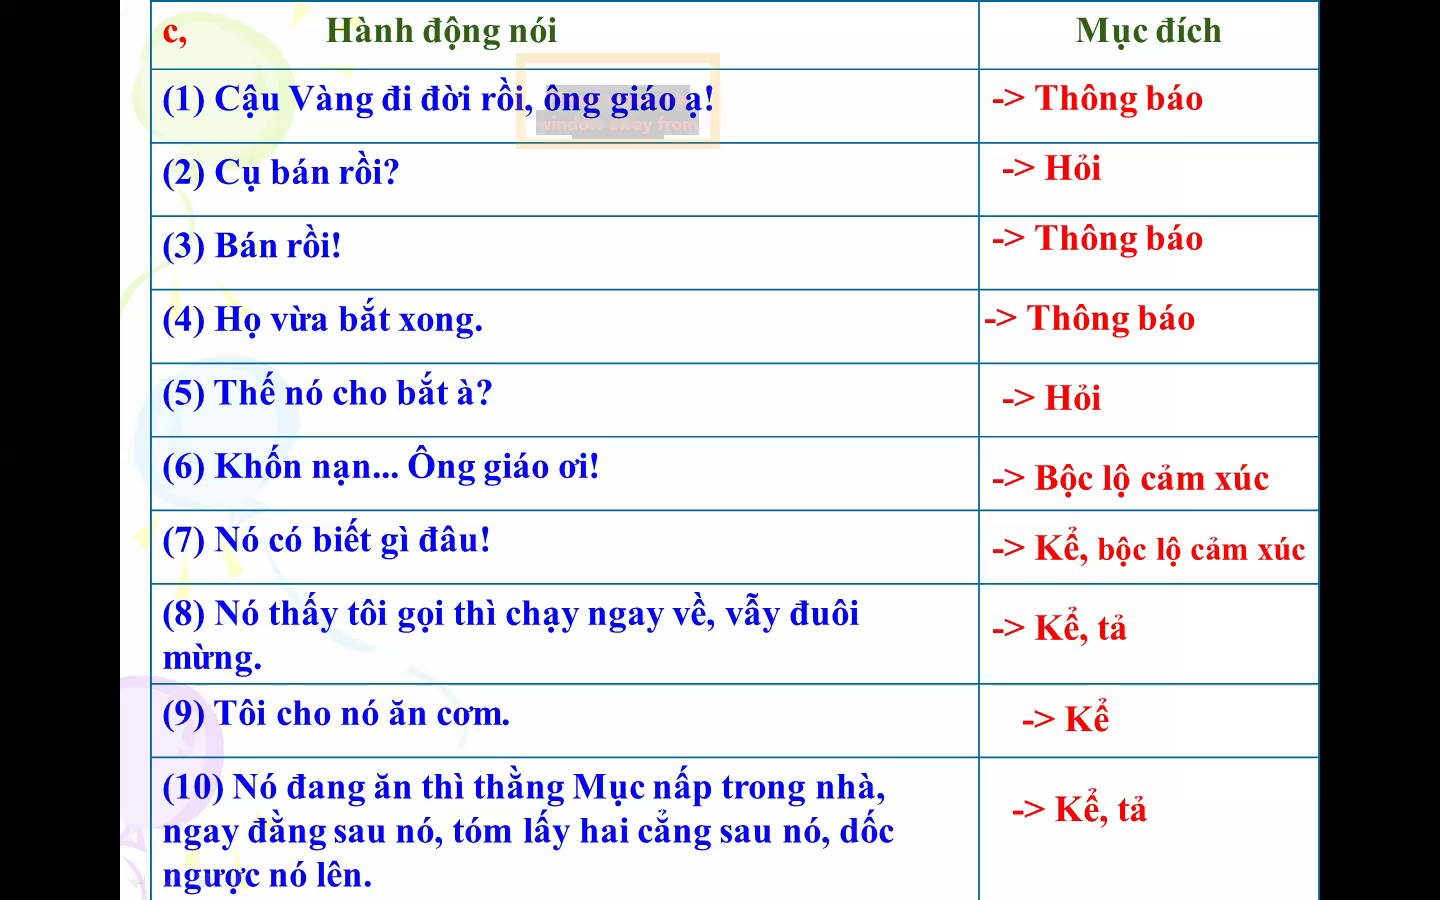 c, Hành động nói Mục đích
(1) Cậu Vàng đi đời rồi, ông giáo ạ! -> Thông báo
window away from
(2) Cụ bán rồi? -> Hỏi
(3) Bán rồi! -> Thông báo
(4) Họ vừa bắt xong. -> Thông báo
(5) Thế nó cho bắt à? -> Hỏi
(6) Khốn nạn... Ông giáo ơi! -> Bộc lộ cảm xúc
(7) Nó có biết gì đâu! -> Kể, bộc lộ cảm xúc
(8) Nó thấy tôi gọi thì chạy ngay về, vẫy đuôi
mừng.
-> Kể, tả
(9) Tôi cho nó ăn cơm. -> Kể
(10) Nó đang ăn thì thằng Mục nấp trong nhà,
ngay đằng sau nó, tóm lấy hai cẳng sau nó, dốc
ngược nó lên.
-> Kể, tả